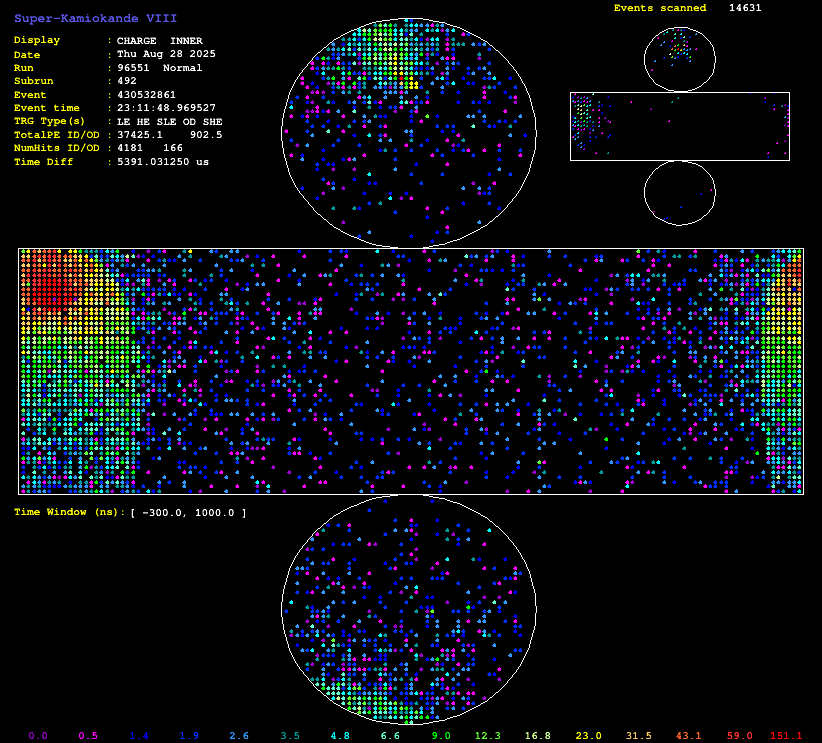 Super-Kamiokande VIII
Events scanned 14631
Display : CHARGE INNER
Date : Thu Aug 28 2025
Run : 96551 Normal
Subrun : 492
Event : 430532861
Event time : 23:11:48.969527
TRG Type(s) : LE HE SLE OD SHE
TotalPE ID/OD : 37425.1 902.5
NumHits ID/OD : 4181 166
Time Diff : 5391.031250 us
Time Window (ns): [ -300.0, 1000.0 ]
0.0 0.5 1.4 1.9 2.6 3.5 4.8 6.6 9.0 12.3 16.8 23.0 31.5 43.1 59.0 151.1